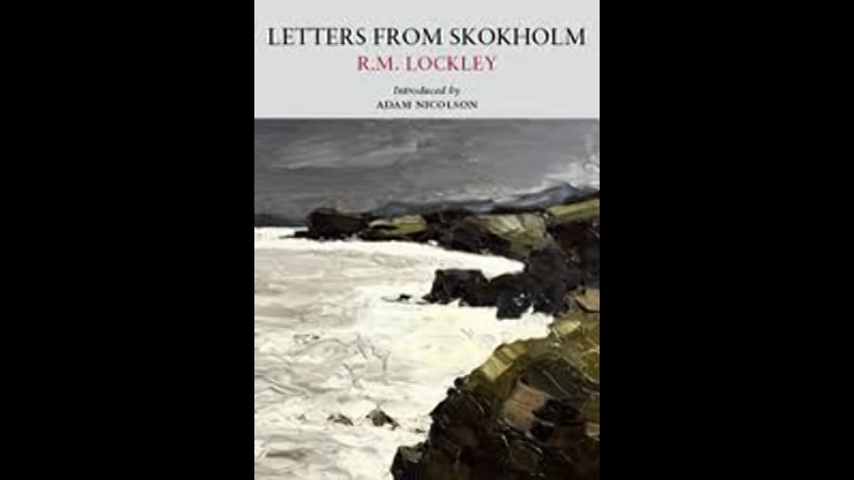 LETTERS FROM SKOKHOLM
R.M. LOCKLEY
Introduced by
ADAM NICOLSON